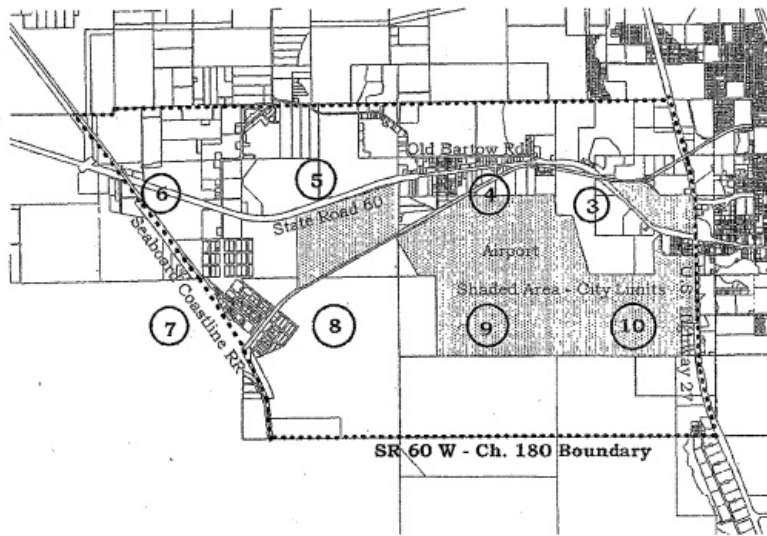 Old Bartow Rd.
5
6
4
3
State Road 60
Airport
Seaboard Coastline RR
Shaded Area - City Limits
7
8
9
10
U.S. Highway 27
SR 60 W - Ch. 180 Boundary